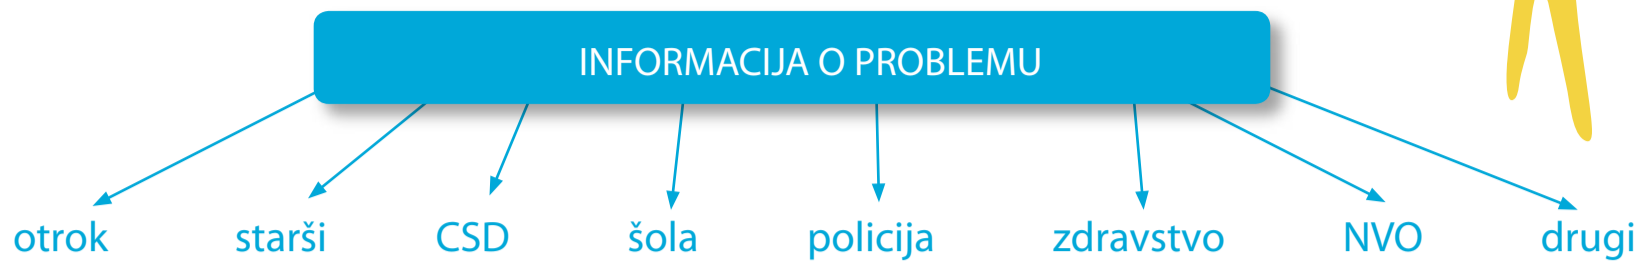 INFORMACIJA O PROBLEMU
otrok starši CSD šola policija zdravstvo NVO drugi